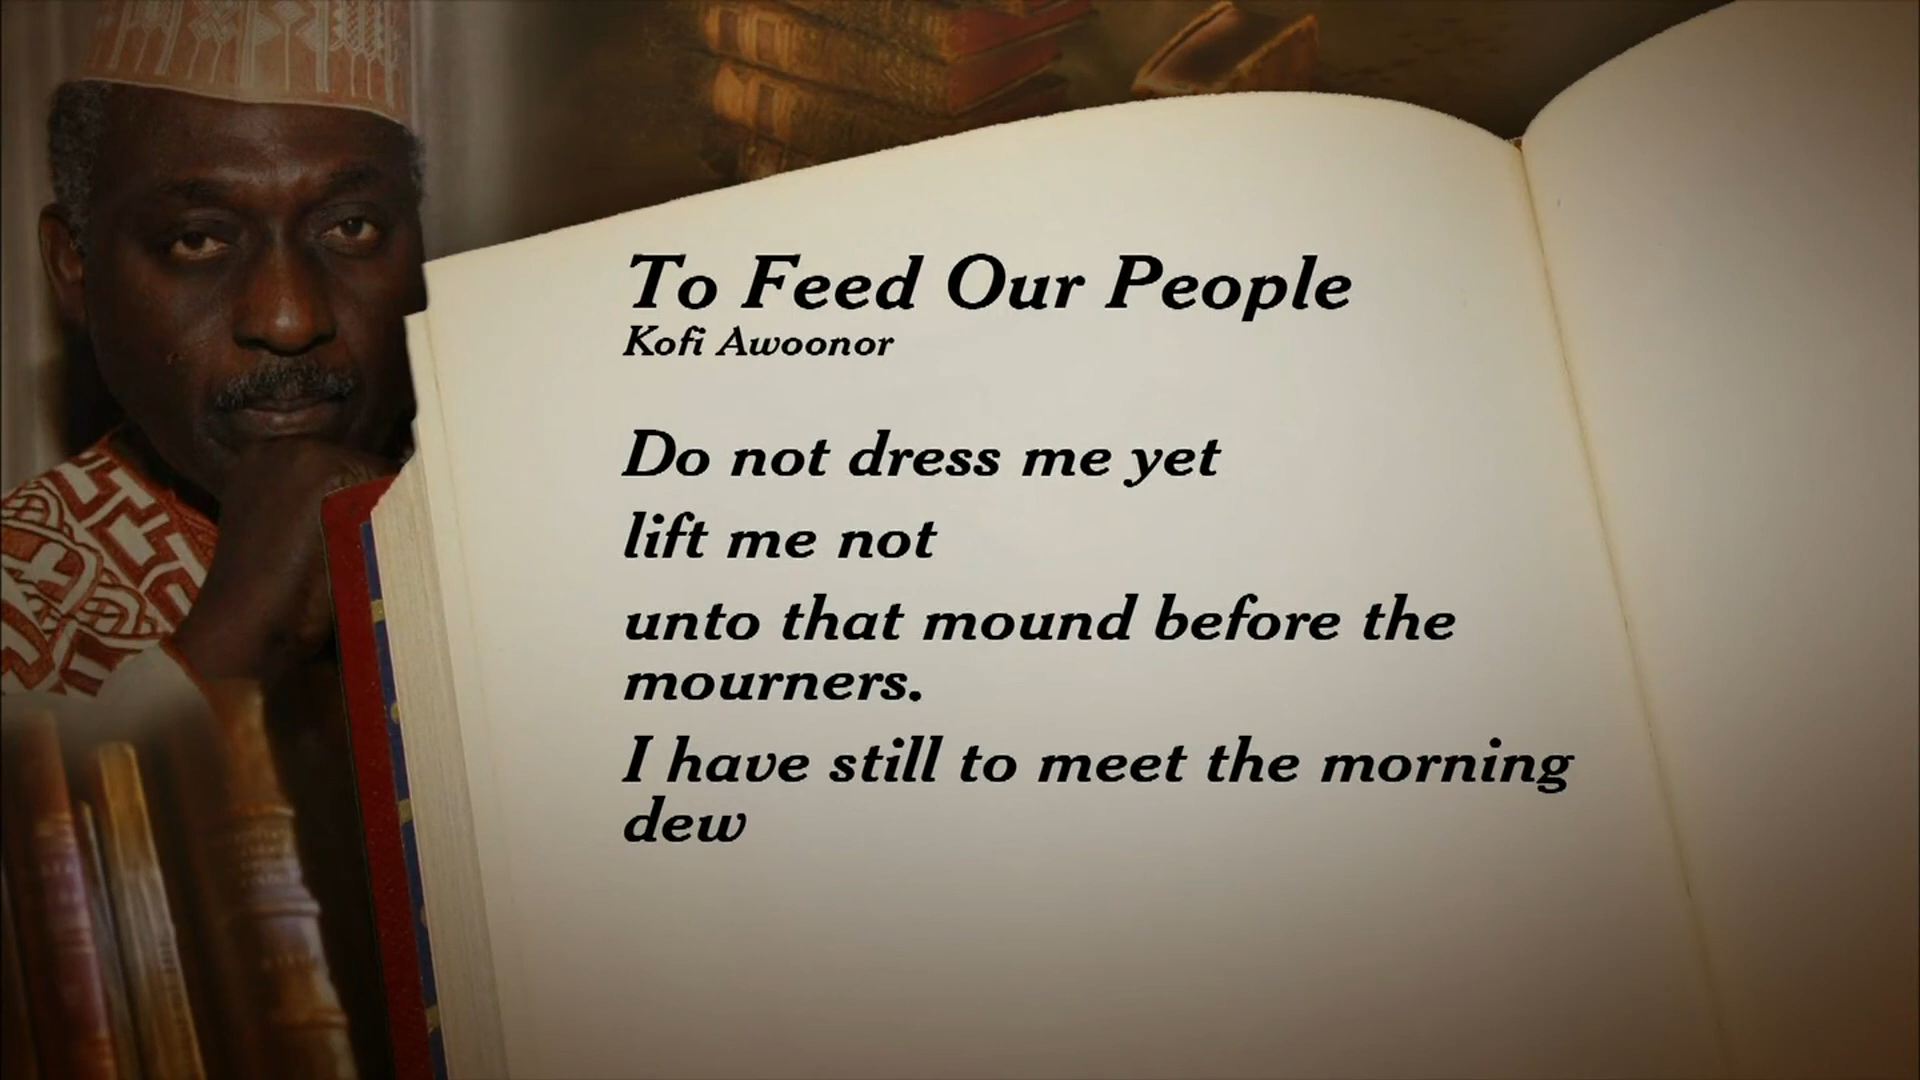 To Feed Our People
Kofi Awoonor
Do not dress me yet
lift me not
unto that mound before the
mourners.
I have still to meet the morning
dew